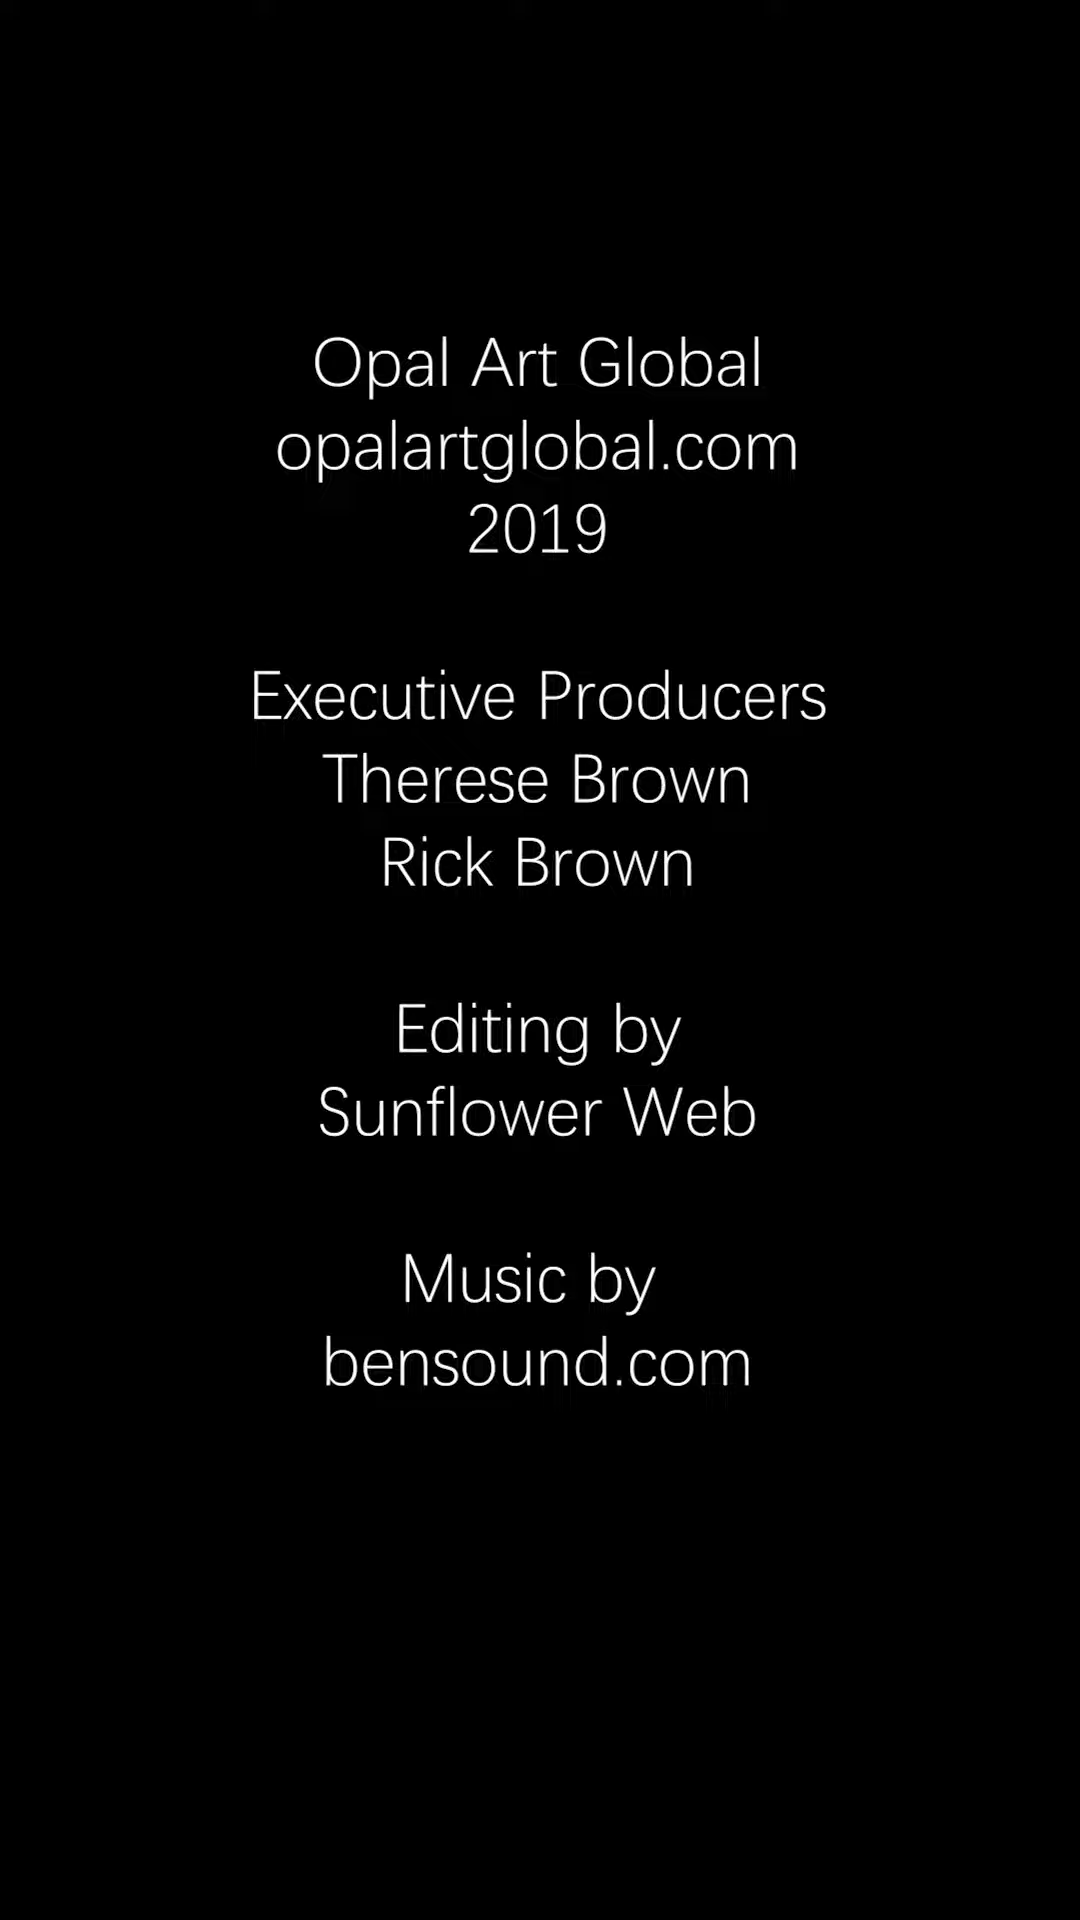 Opal Art Global
opalartglobal.com
2019
Executive Producers
Therese Brown
Rick Brown
Editing by
Sunflower Web
Music by
bensound.com